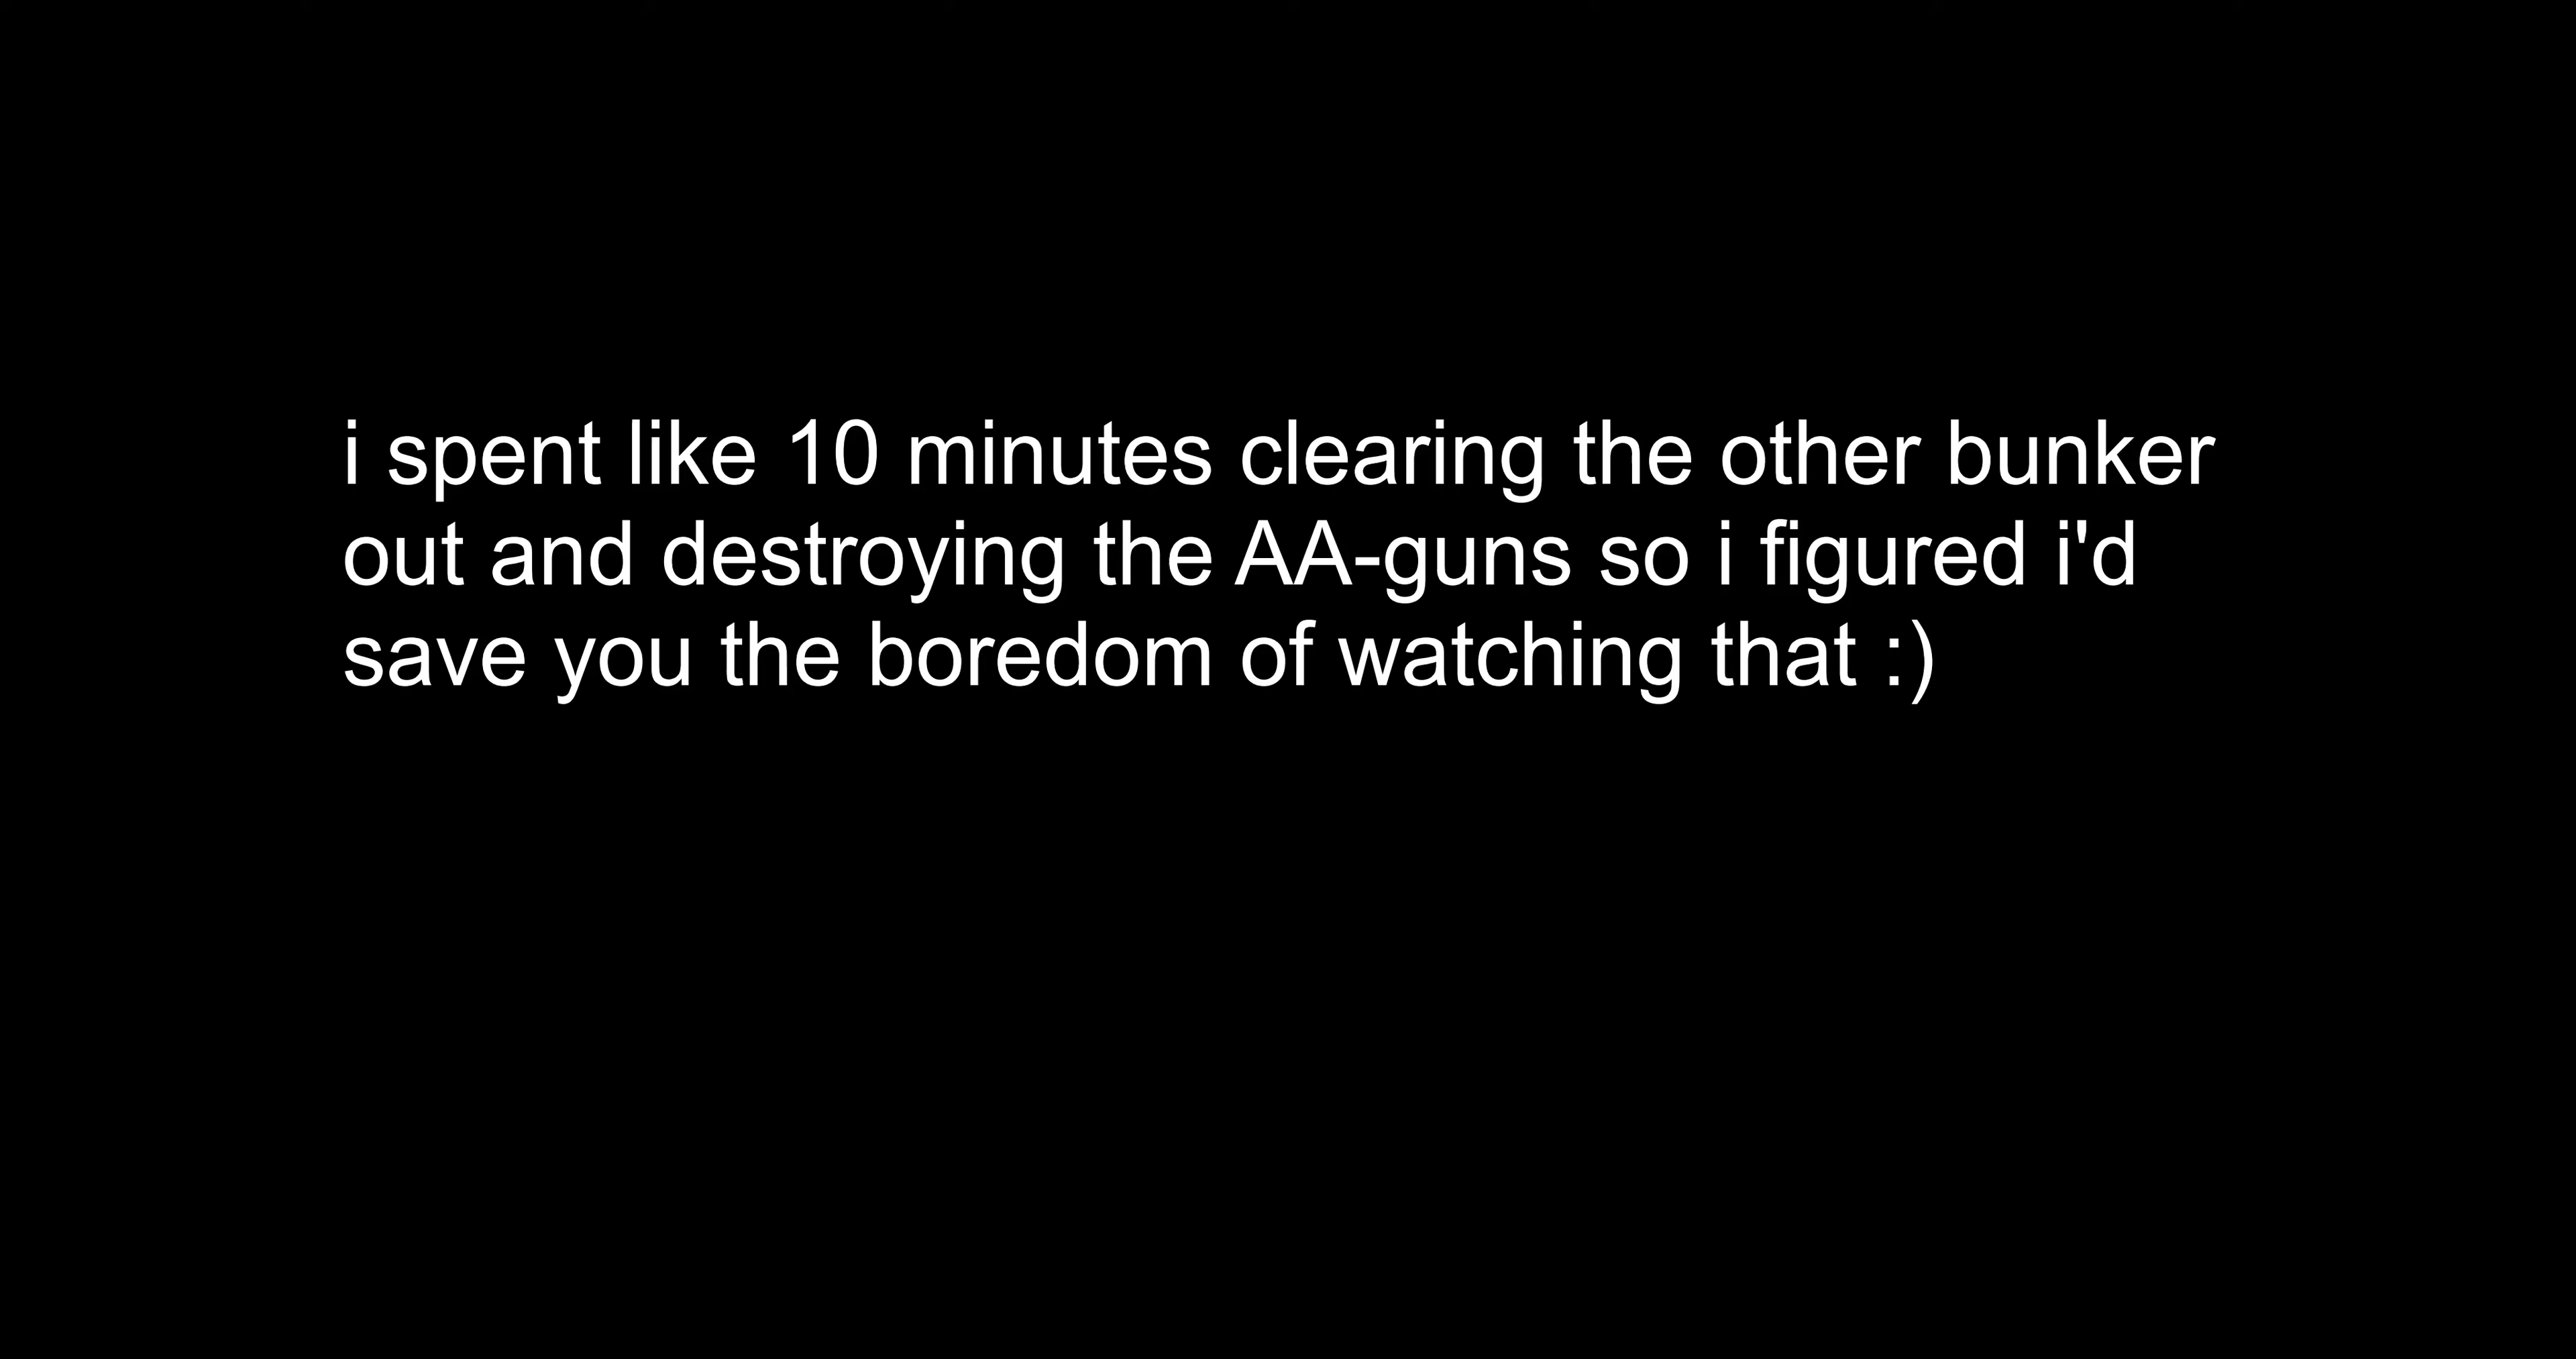 i spent like 10 minutes clearing the other bunker
out and destroying the AA-guns so i figured i'd
save you the boredom of watching that :)